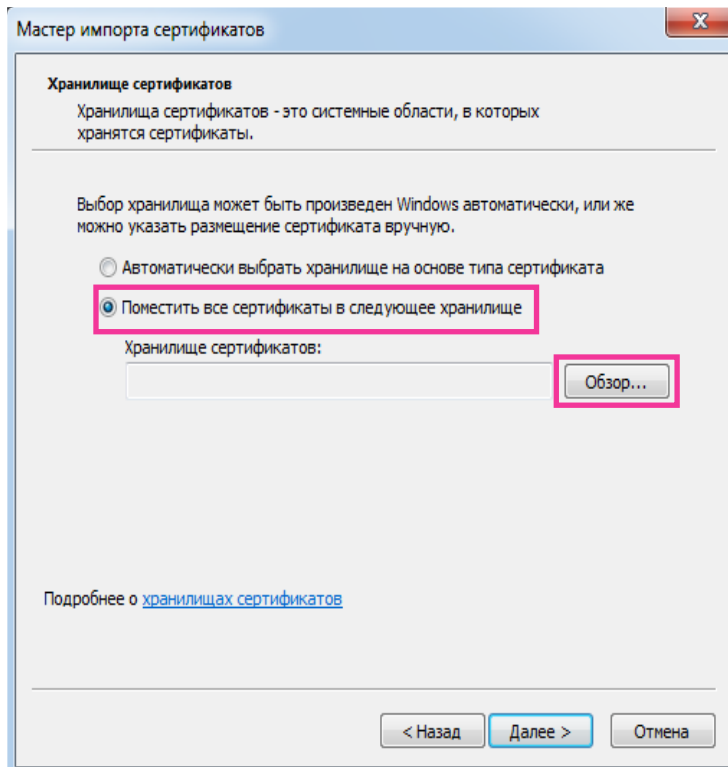 Мастер импорта сертификатов
Хранилище сертификатов
Хранилища сертификатов - это системные области, в которых
хранятся сертификаты.
Выбор хранилища может быть произведен Windows автоматически, или же
можно указать размещение сертификата вручную.
Автоматически выбрать хранилище на основе типа сертификата
Поместить все сертификаты в следующее хранилище
Хранилище сертификатов:
Обзор...
Подробнее о хранилищах сертификатов
< Назад Далее > Отмена